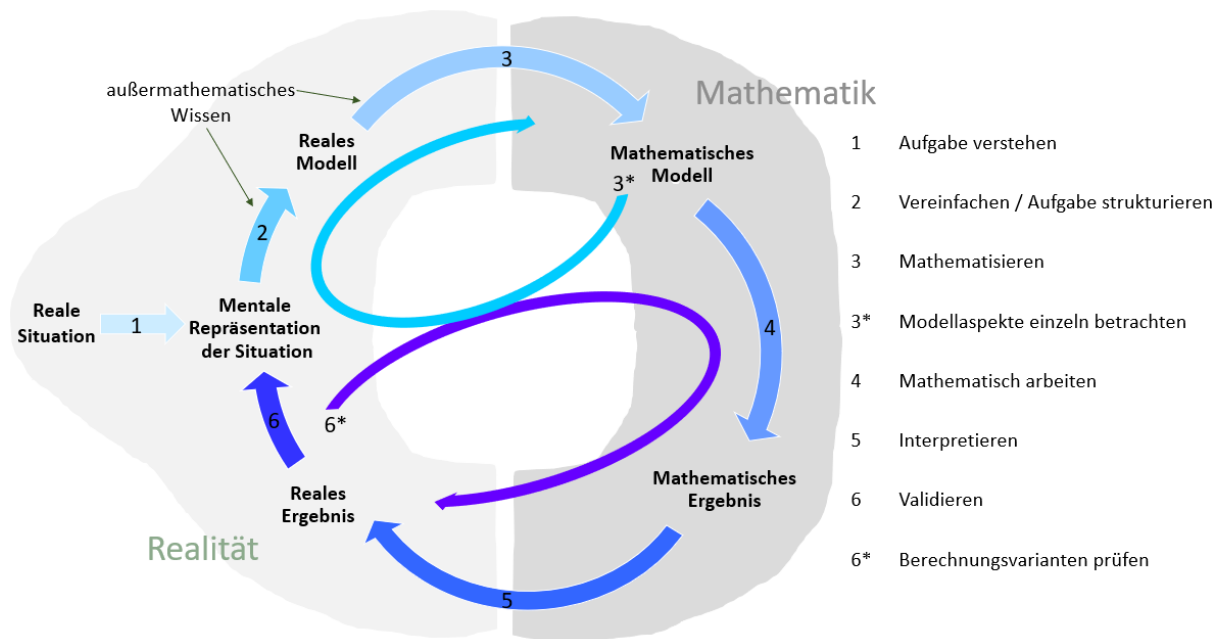 außermathematisches
Wissen
3
Mathematik
Reales
Modell
Mathematisches
Modell
3*
2
Reale
Situation
1
Mentale
Repräsentation
der Situation
4
6
6*
Reales
Ergebnis
Mathematisches
Ergebnis
Realität
5
1 Aufgabe verstehen
2 Vereinfachen / Aufgabe strukturieren
3 Mathematisieren
3* Modellaspekte einzeln betrachten
4 Mathematisch arbeiten
5 Interpretieren
6 Validieren
6* Berechnungsvarianten prüfen